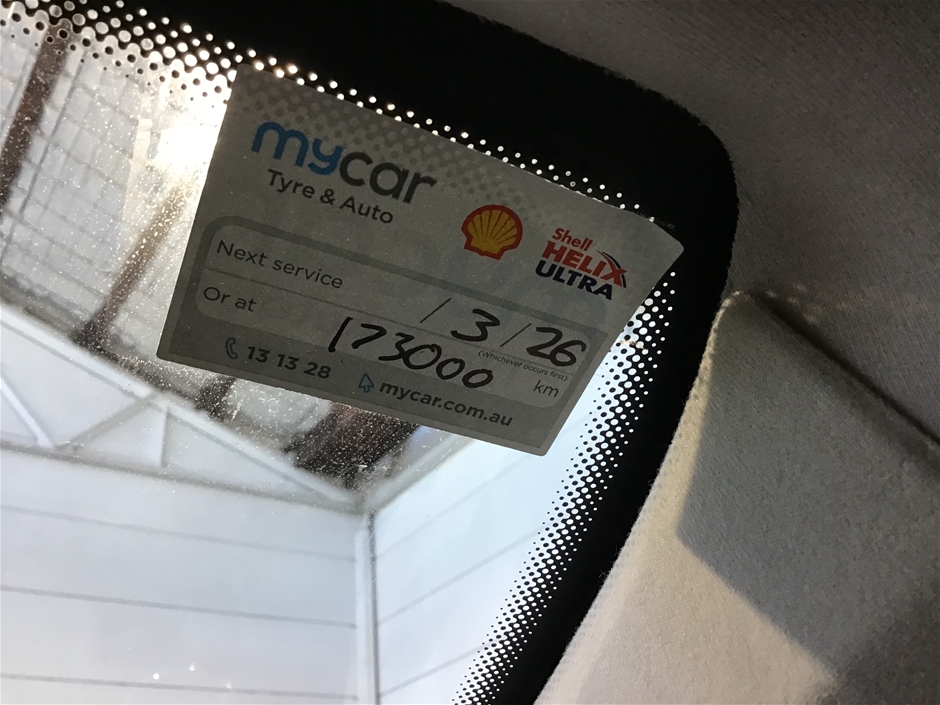 mycar
Tyre & Auto
Shell
HELIX
ULTRA
Next service / 3 / 26
(Whichever occurs first)
Or at 173000 km
13 13 28 mycar.com.au